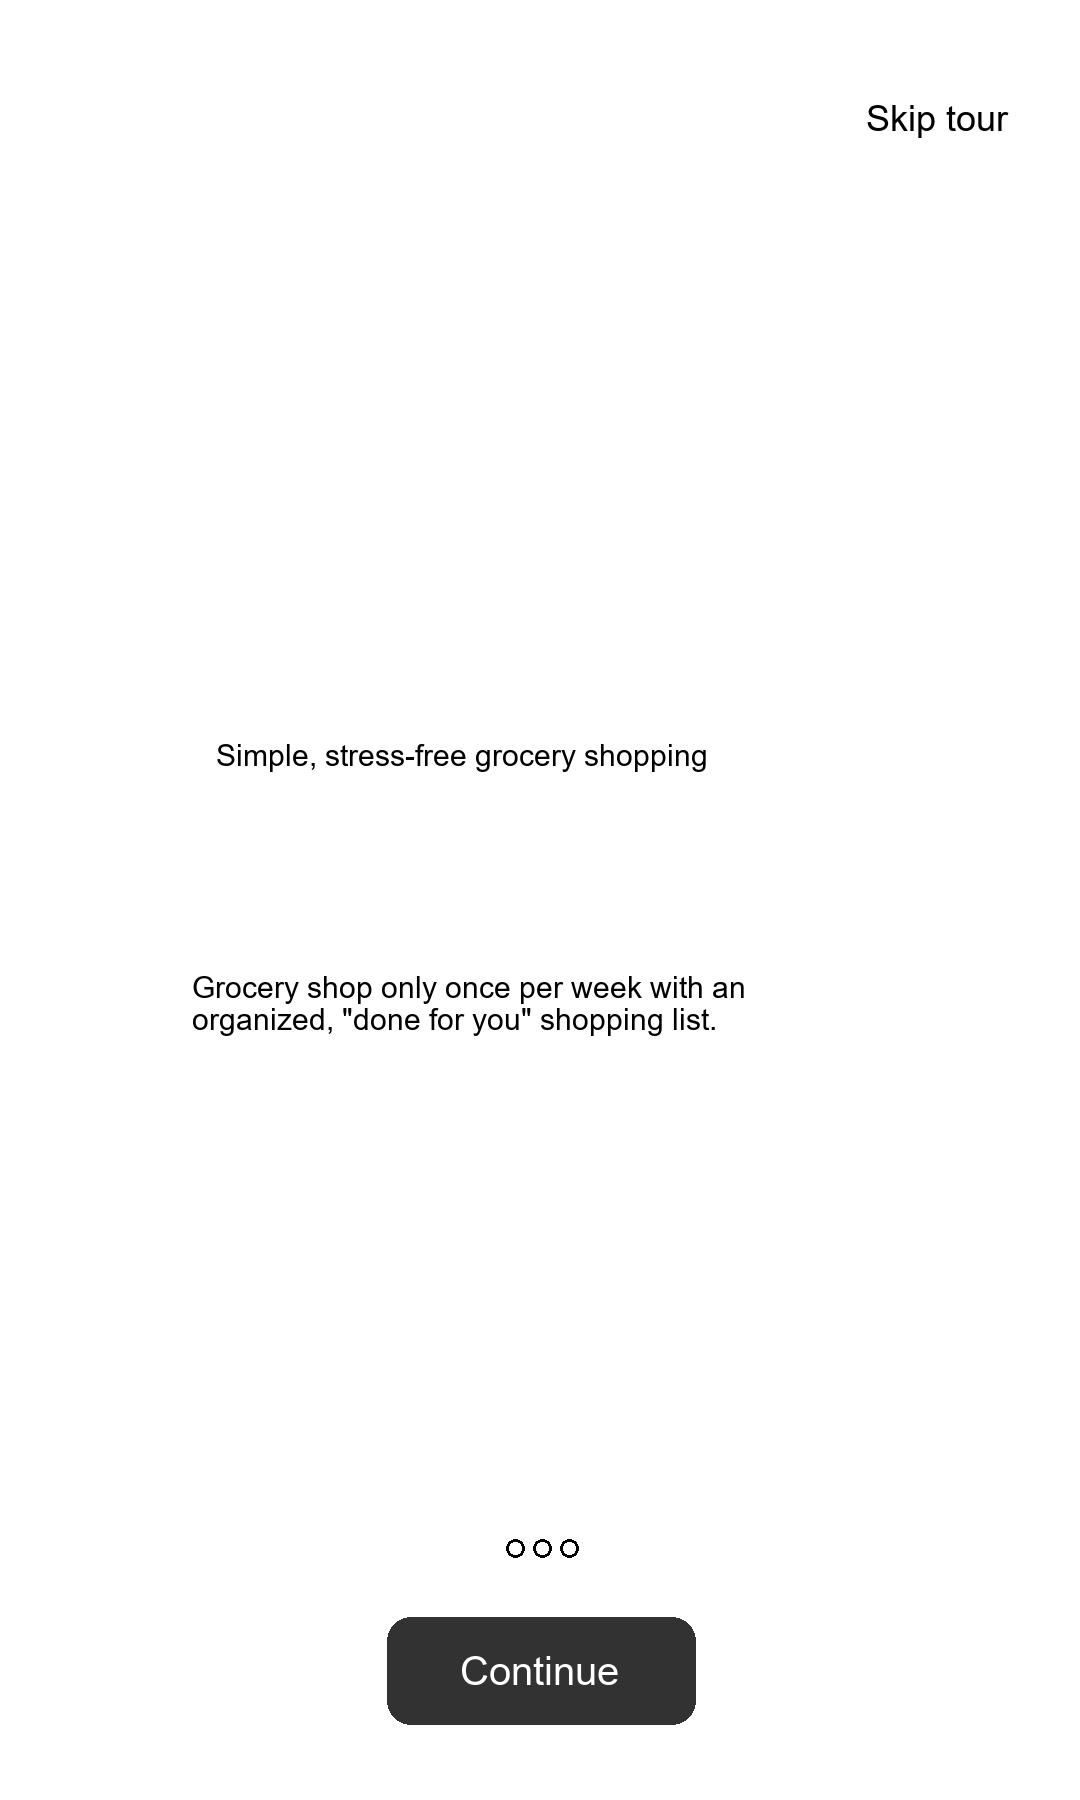 Skip tour
Simple, stress-free grocery shopping
Grocery shop only once per week with an
organized, "done for you" shopping list.
Continue